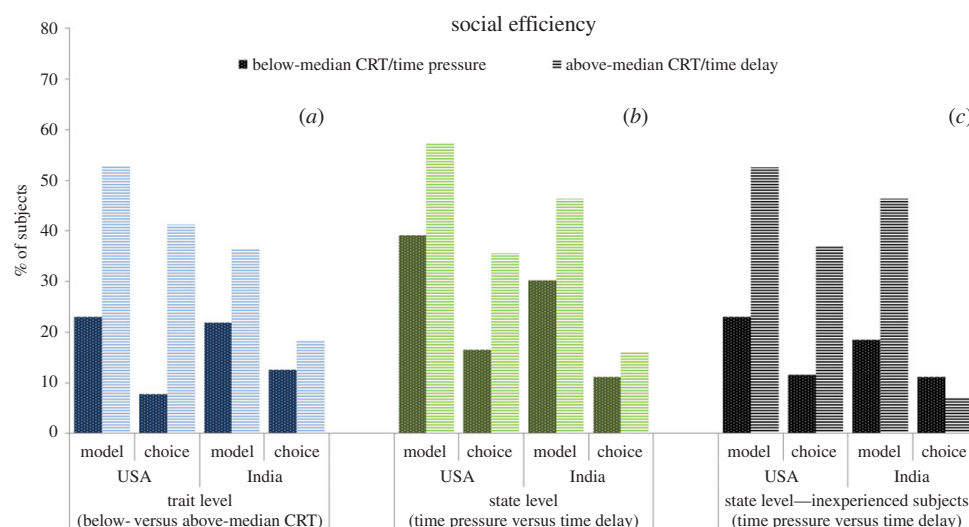 social efficiency
below-median CRT/time pressure above-median CRT/time delay
(a) (b) (c)
% of subjects
80
70
60
50
40
30
20
10
0
model choice model choice model choice model choice model choice model choice
USA India USA India USA India
trait level state level state level—inexperienced subjects
(below- versus above-median CRT) (time pressure versus time delay) (time pressure versus time delay)